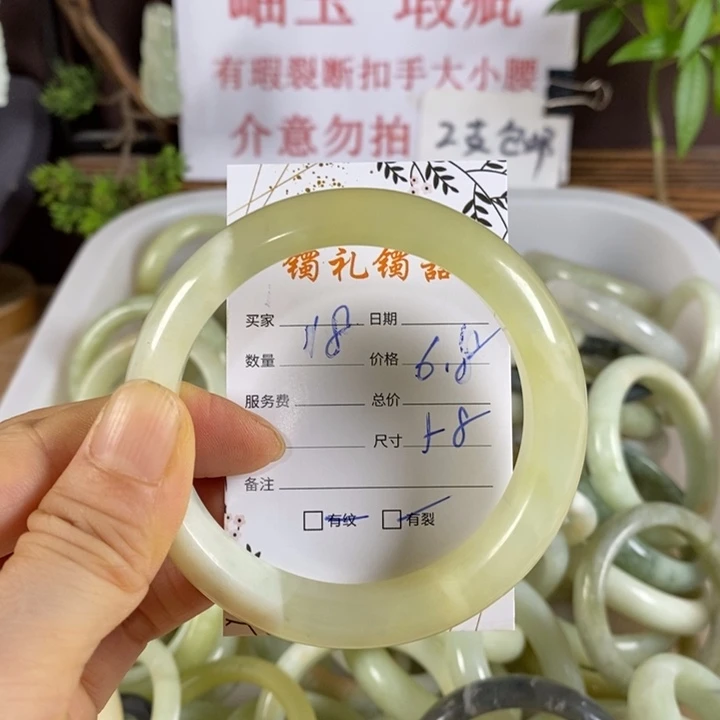 岫玉 瑕疵
有瑕裂断扣手大小腰
介意勿拍
2支包邮
镯礼镯
买家 18 日期
数量 价格 6.8
服务费 总价
尺寸 58
备注
□有纹 □有裂